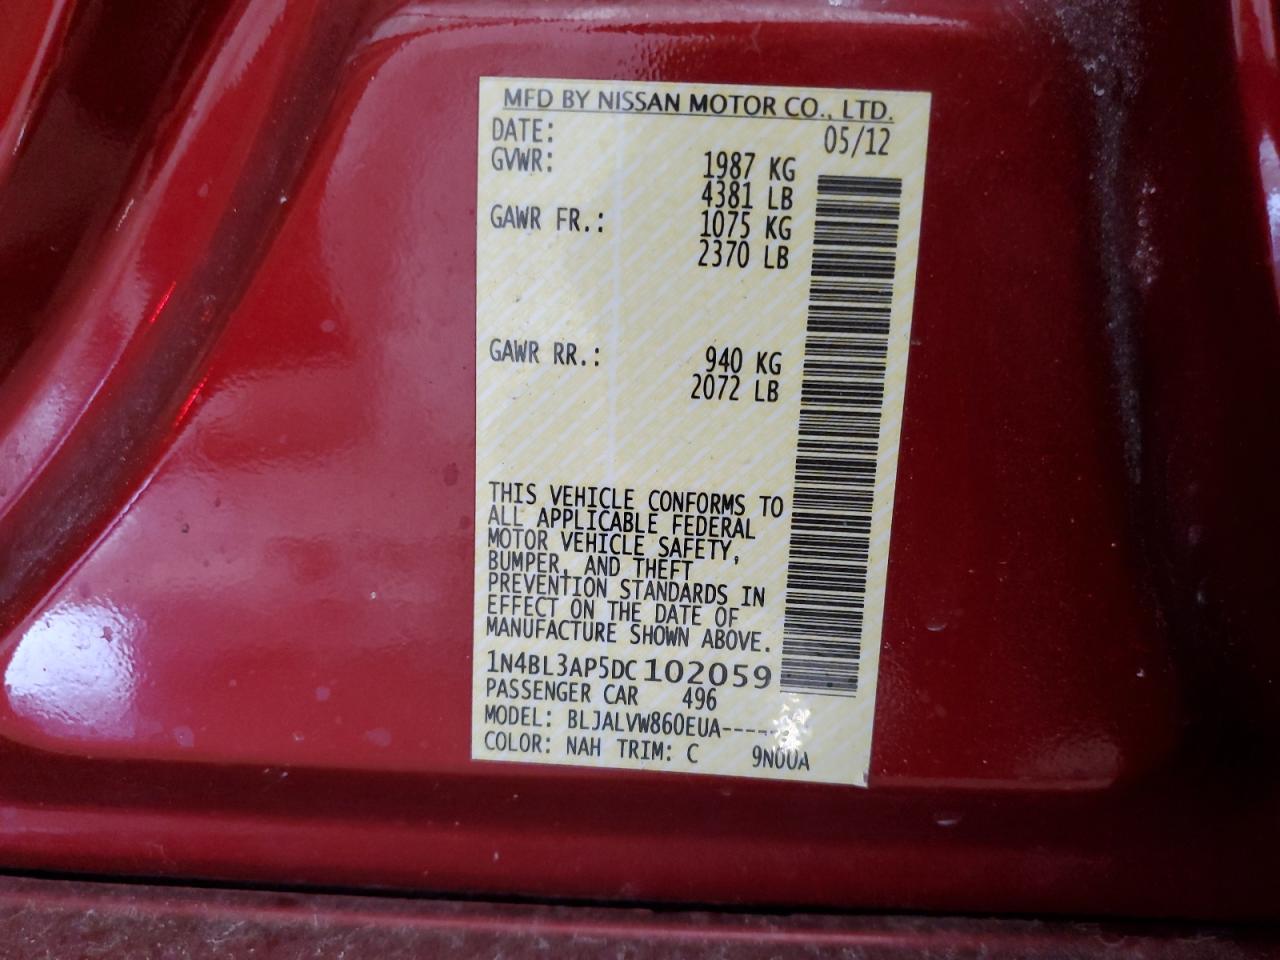 MFD BY NISSAN MOTOR CO., LTD.
DATE: 05/12
GVWR: 1987 KG
4381 LB
GAWR FR.: 1075 KG
2370 LB
GAWR RR.: 940 KG
2072 LB
THIS VEHICLE CONFORMS TO
ALL APPLICABLE FEDERAL
MOTOR VEHICLE SAFETY,
BUMPER, AND THEFT
PREVENTION STANDARDS IN
EFFECT ON THE DATE OF
MANUFACTURE SHOWN ABOVE.
1N4BL3AP5DC102059
PASSENGER CAR 496
MODEL: BLJALVW860EUA-----
COLOR: NAH TRIM: C 9N00A